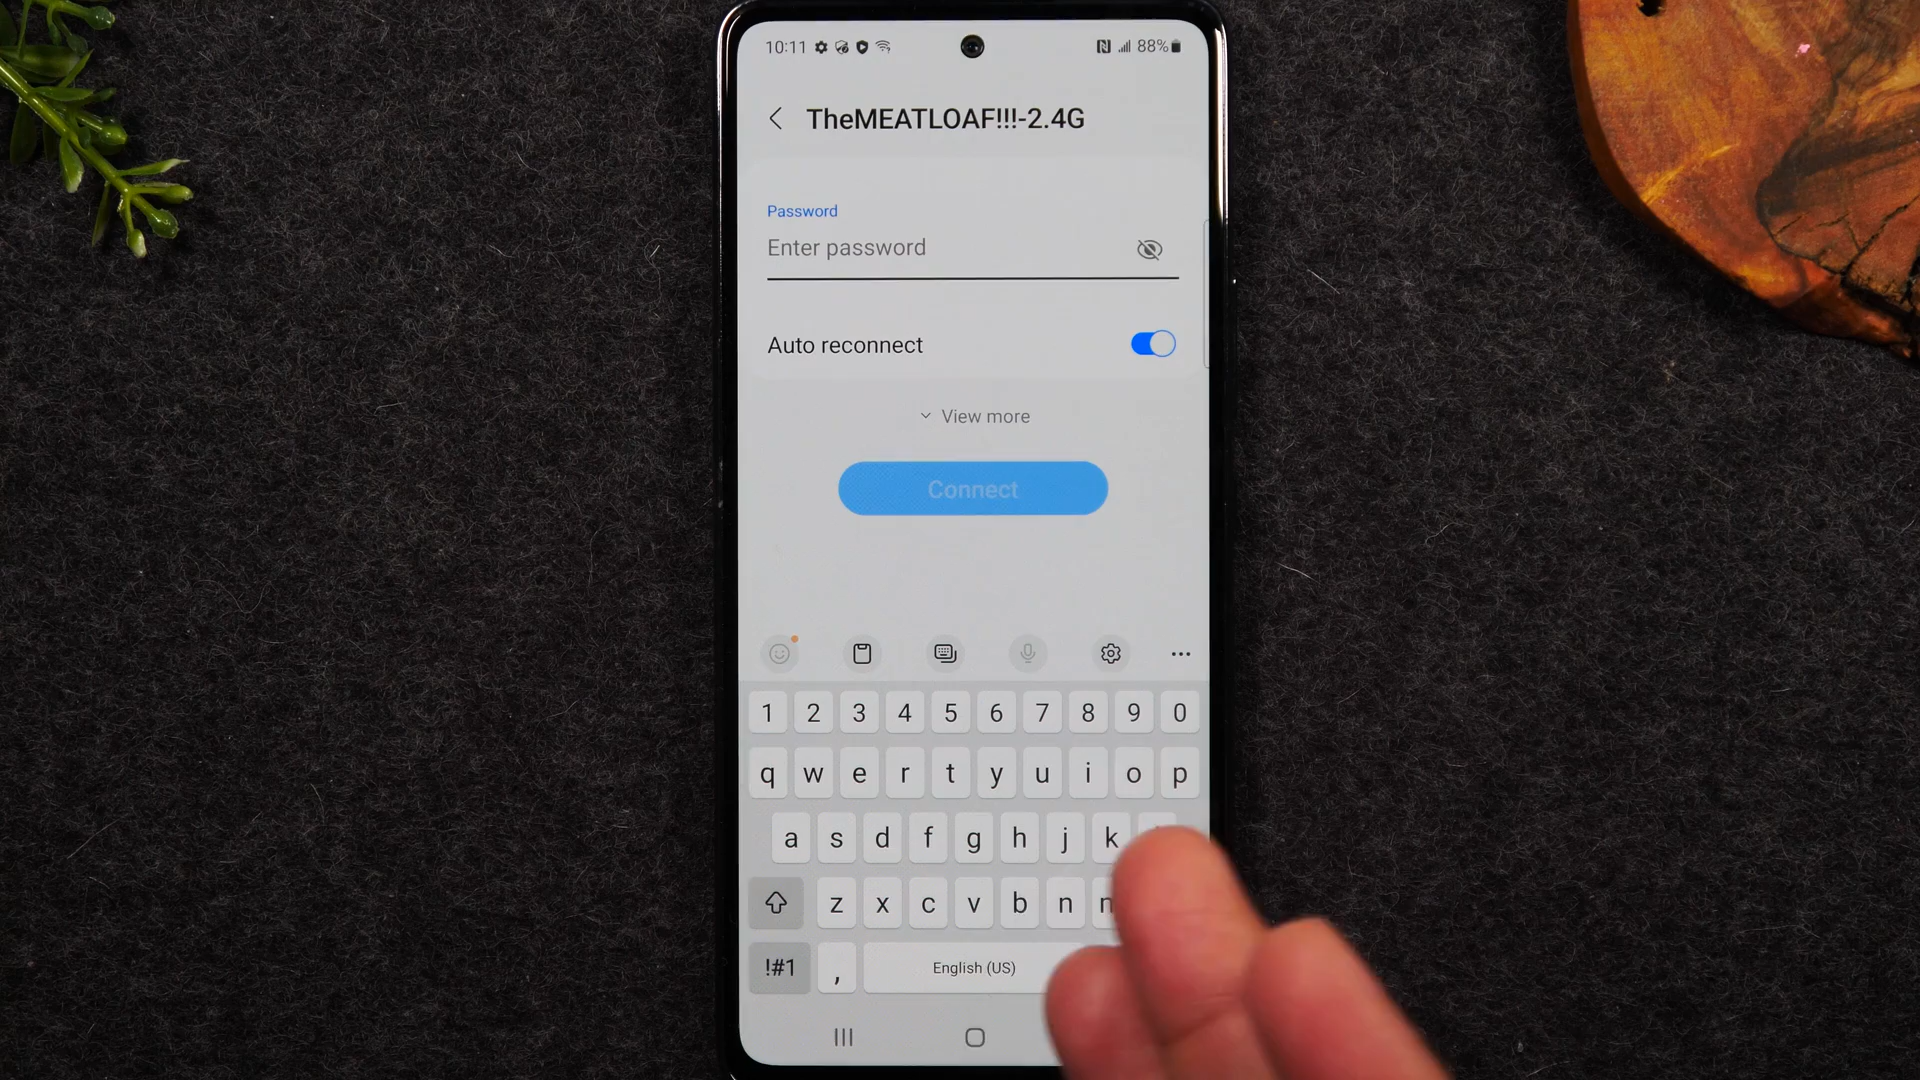 10:11 88%
TheMEATLOAF!!!-2.4G
Password
Enter password
Auto reconnect
View more
Connect
1 2 3 4 5 6 7 8 9 0
q w e r t y u i o p
a s d f g h j k
z x c v b n
!#1 , English (US)